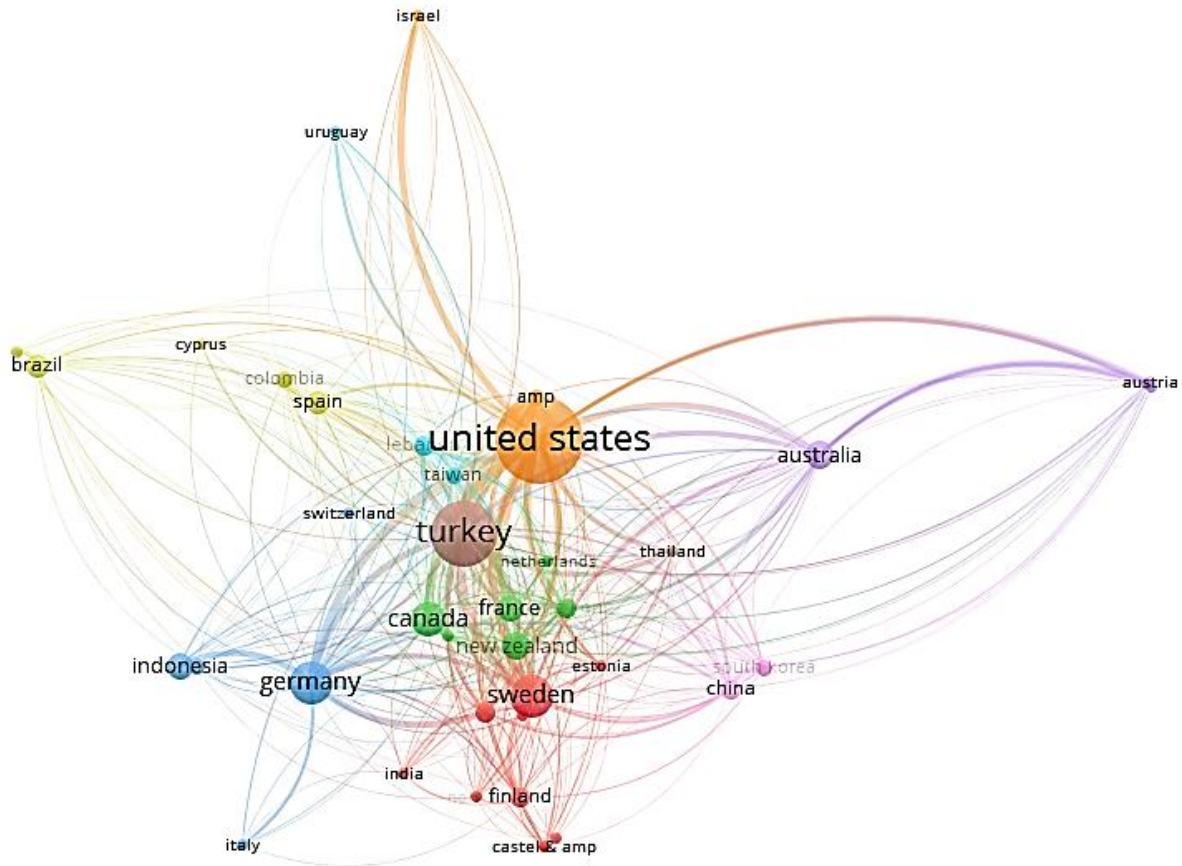 israel
uruguay
cyprus
brazil
colombia
spain
amp
austria
united states
australia
taiwan
switzerland
turkey
thailand
netherlands
france
canada
new zealand
indonesia
germany
estonia
south korea
sweden
china
india
finland
italy
castel & amp